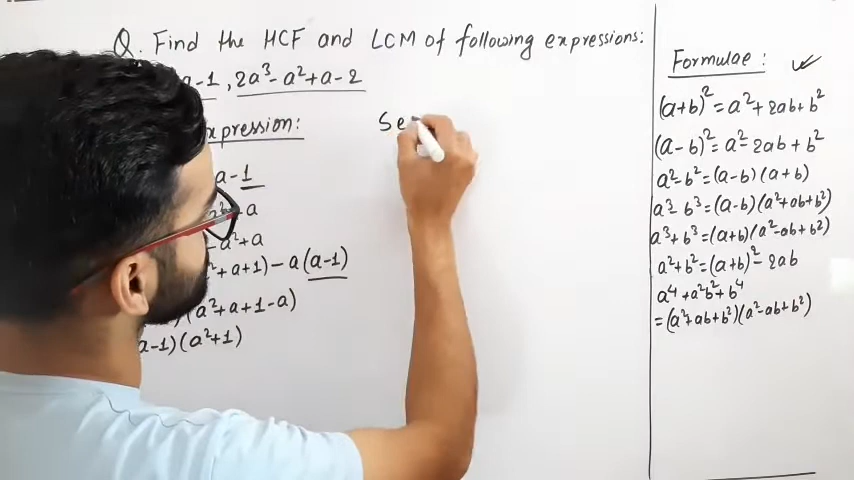 Q. Find the HCF and LCM of following expressions:
a-1 , 2a³-a²+a-2
xpression:
a-1
a²+a
-a²+a
²+a+1)-a(a-1)
)(a²+a+1-a)
a-1)(a²+1)
Se
Formulae :
(a+b)²=a²+2ab+b²
(a-b)²=a²-2ab+b²
a²-b²=(a-b)(a+b)
a³-b³=(a-b)(a²+ab+b²)
a³+b³=(a+b)(a²-ab+b²)
a²+b²=(a+b)²-2ab
a⁴+a²b²+b⁴
=(a²+ab+b²)(a²-ab+b²)